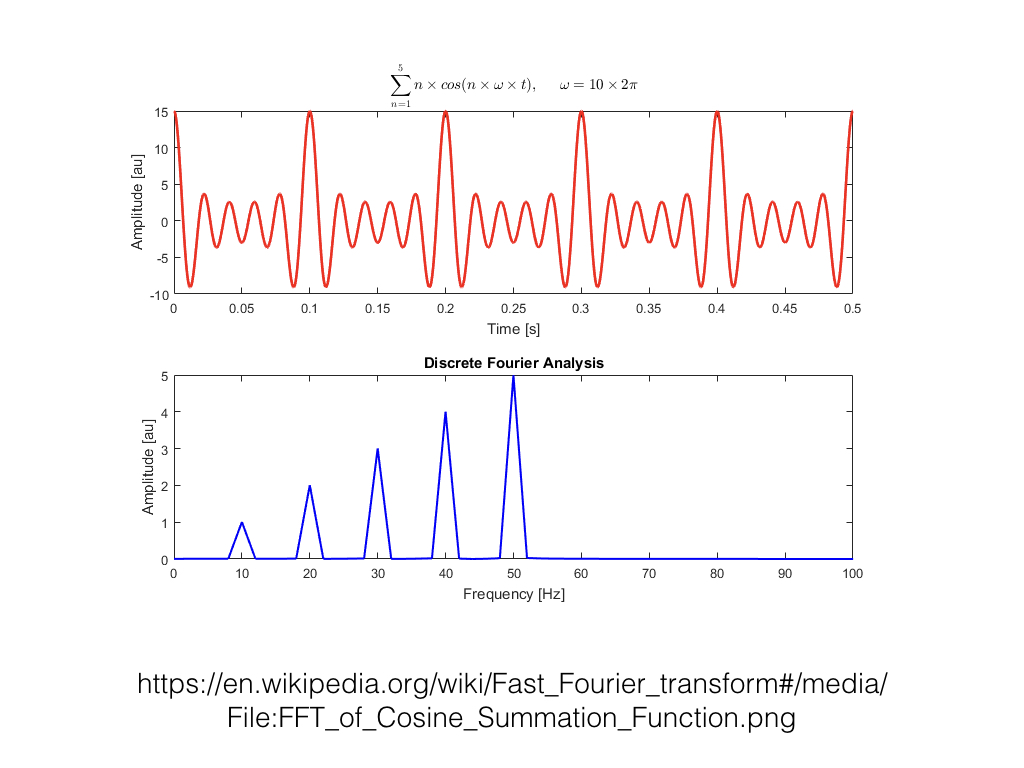 5
∑ n × cos(n × ω × t),  ω = 10 × 2π
n=1
15
10
5
0
-5
-10
Amplitude [au]
0 0.05 0.1 0.15 0.2 0.25 0.3 0.35 0.4 0.45 0.5
Time [s]
Discrete Fourier Analysis
5
4
3
2
1
0
Amplitude [au]
0 10 20 30 40 50 60 70 80 90 100
Frequency [Hz]
https://en.wikipedia.org/wiki/Fast_Fourier_transform#/media/
File:FFT_of_Cosine_Summation_Function.png